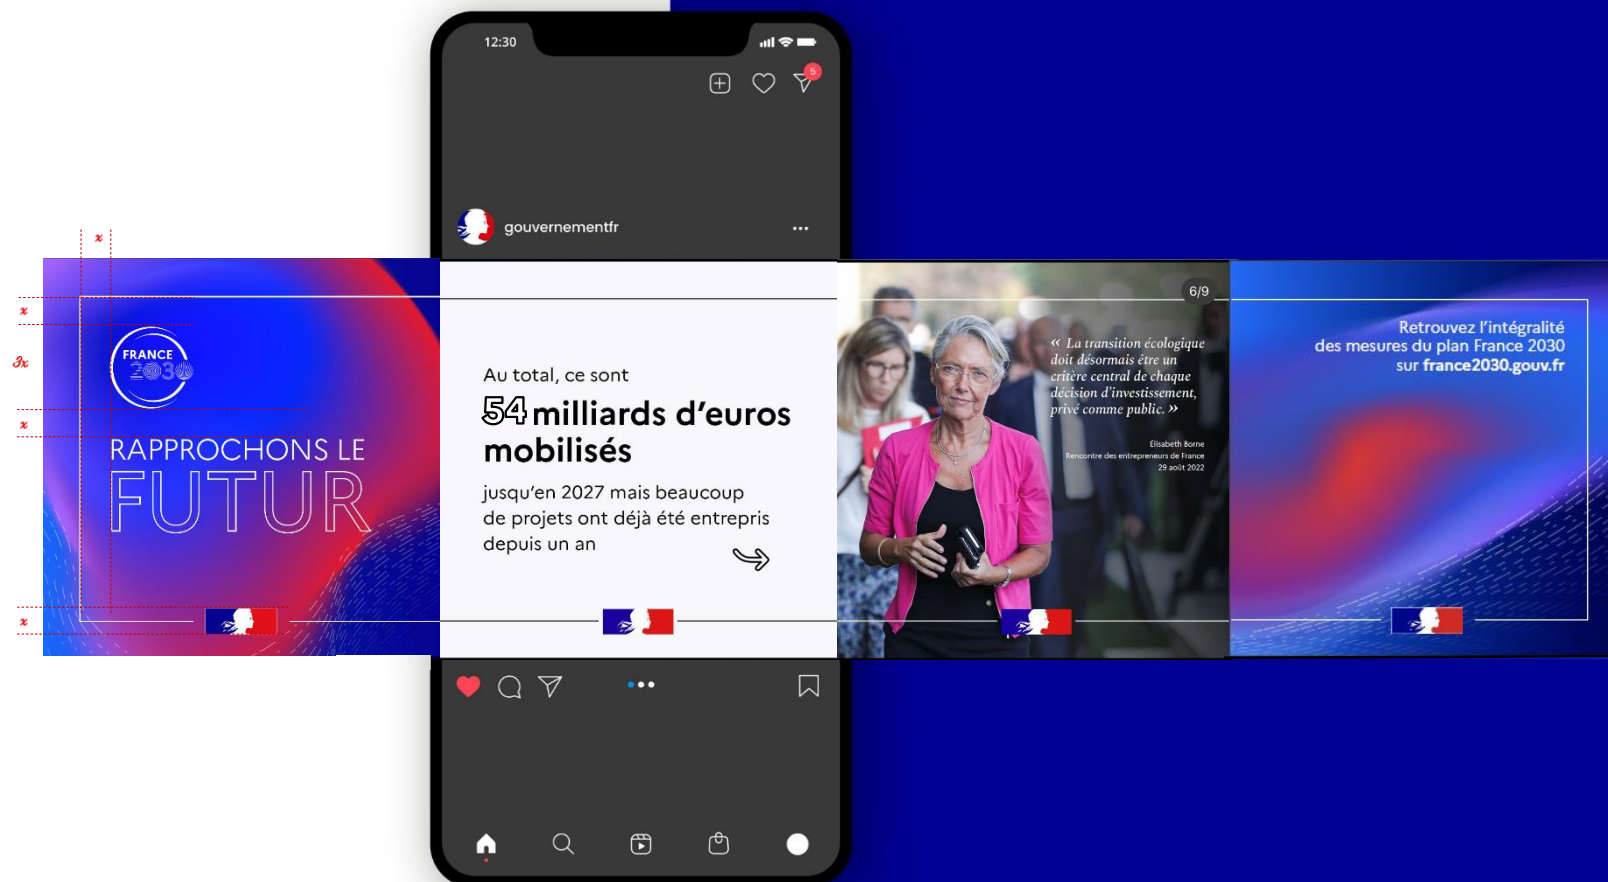 12:30
5
gouvernementfr
x
x
3x
x
x
FRANCE
2030
RAPPROCHONS LE
FUTUR
Au total, ce sont
54 milliards d’euros
mobilisés
jusqu’en 2027 mais beaucoup
de projets ont déjà été entrepris
depuis un an
6/9
« La transition écologique
doit désormais être un
critère central de chaque
décision d’investissement,
privé comme public. »
Élisabeth Borne
Rencontre des entrepreneurs de France
29 août 2022
Retrouvez l’intégralité
des mesures du plan France 2030
sur france2030.gouv.fr